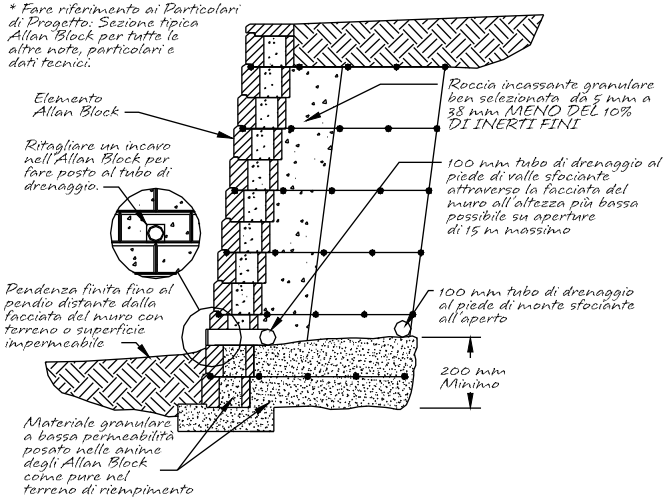 * Fare riferimento ai Particolari
di Progetto: Sezione tipica
Allan Block per tutte le
altre note, particolari e
dati tecnici.
Elemento
Allan Block
Ritagliare un incavo
nell'Allan Block per
fare posto al tubo di
drenaggio.
Pendenza finita fino al
pendio distante dalla
facciata del muro con
terreno o superficie
impermeabile
Materiale granulare
a bassa permeabilità
posato nelle anime
degli Allan Block
come pure nel
terreno di riempimento
Roccia incassante granulare
ben selezionata da 5 mm a
38 mm MENO DEL 10%
DI INERTI FINI
100 mm tubo di drenaggio al
piede di valle sfociante
attraverso la facciata del
muro all'altezza più bassa
possibile su aperture
di 15 m massimo
100 mm tubo di drenaggio
al piede di monte sfociante
all'aperto
200 mm
Minimo